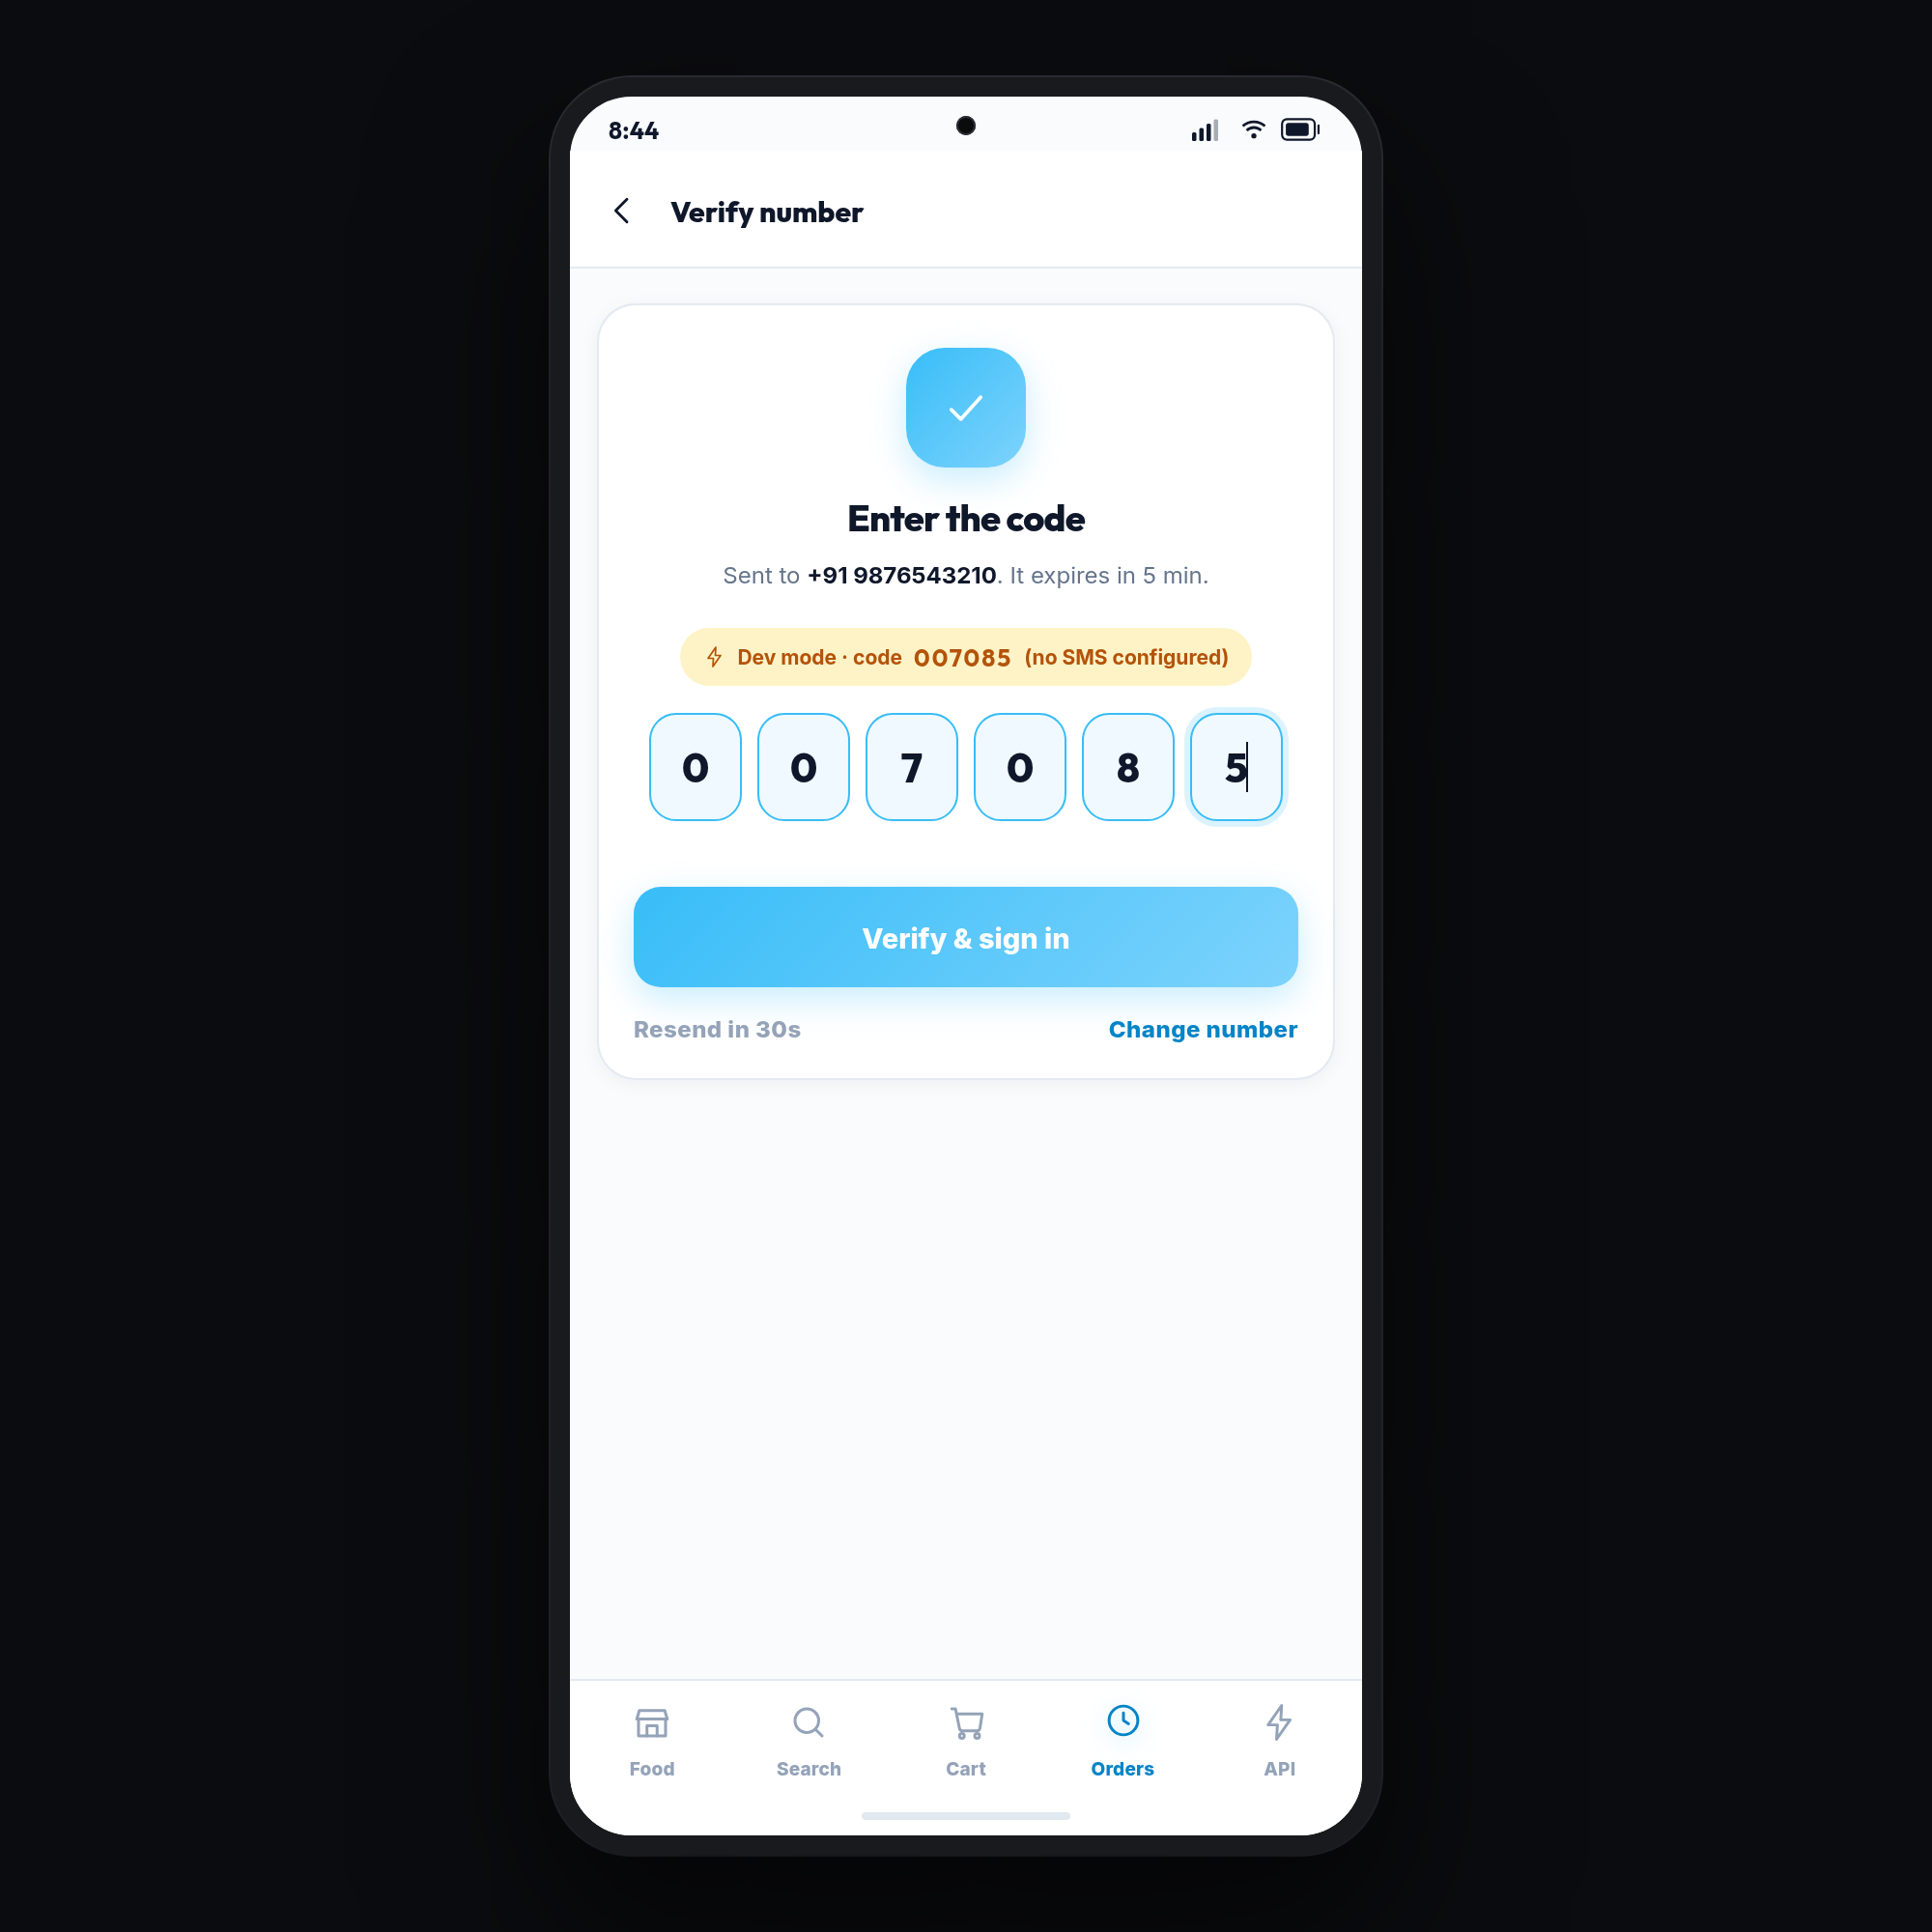 8:44
Verify number
Enter the code
Sent to +91 9876543210. It expires in 5 min.
Dev mode · code 007085 (no SMS configured)
0 0 7 0 8 5
Verify & sign in
Resend in 30s Change number
Food Search Cart Orders API